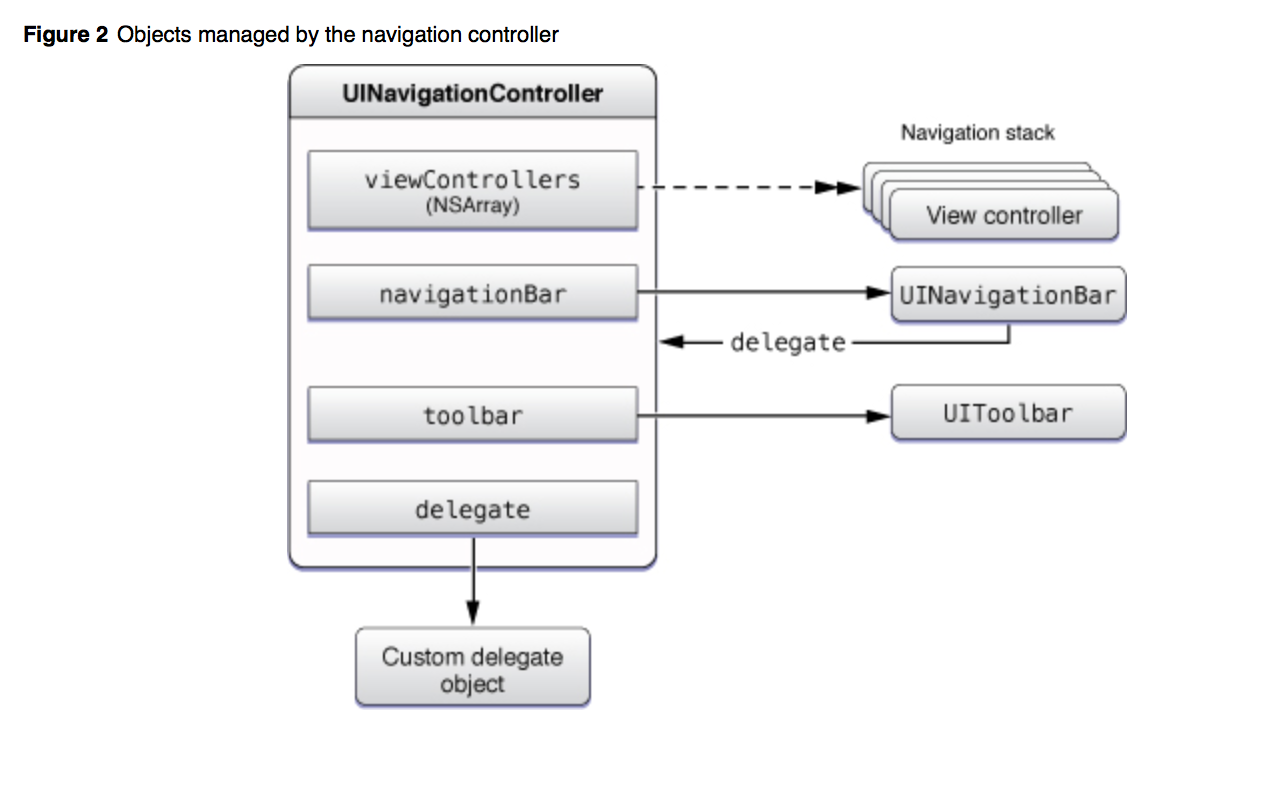 Figure 2 Objects managed by the navigation controller
UINavigationController
Navigation stack
viewControllers
(NSArray)
View controller
navigationBar
UINavigationBar
delegate
toolbar
UIToolbar
delegate
Custom delegate
object